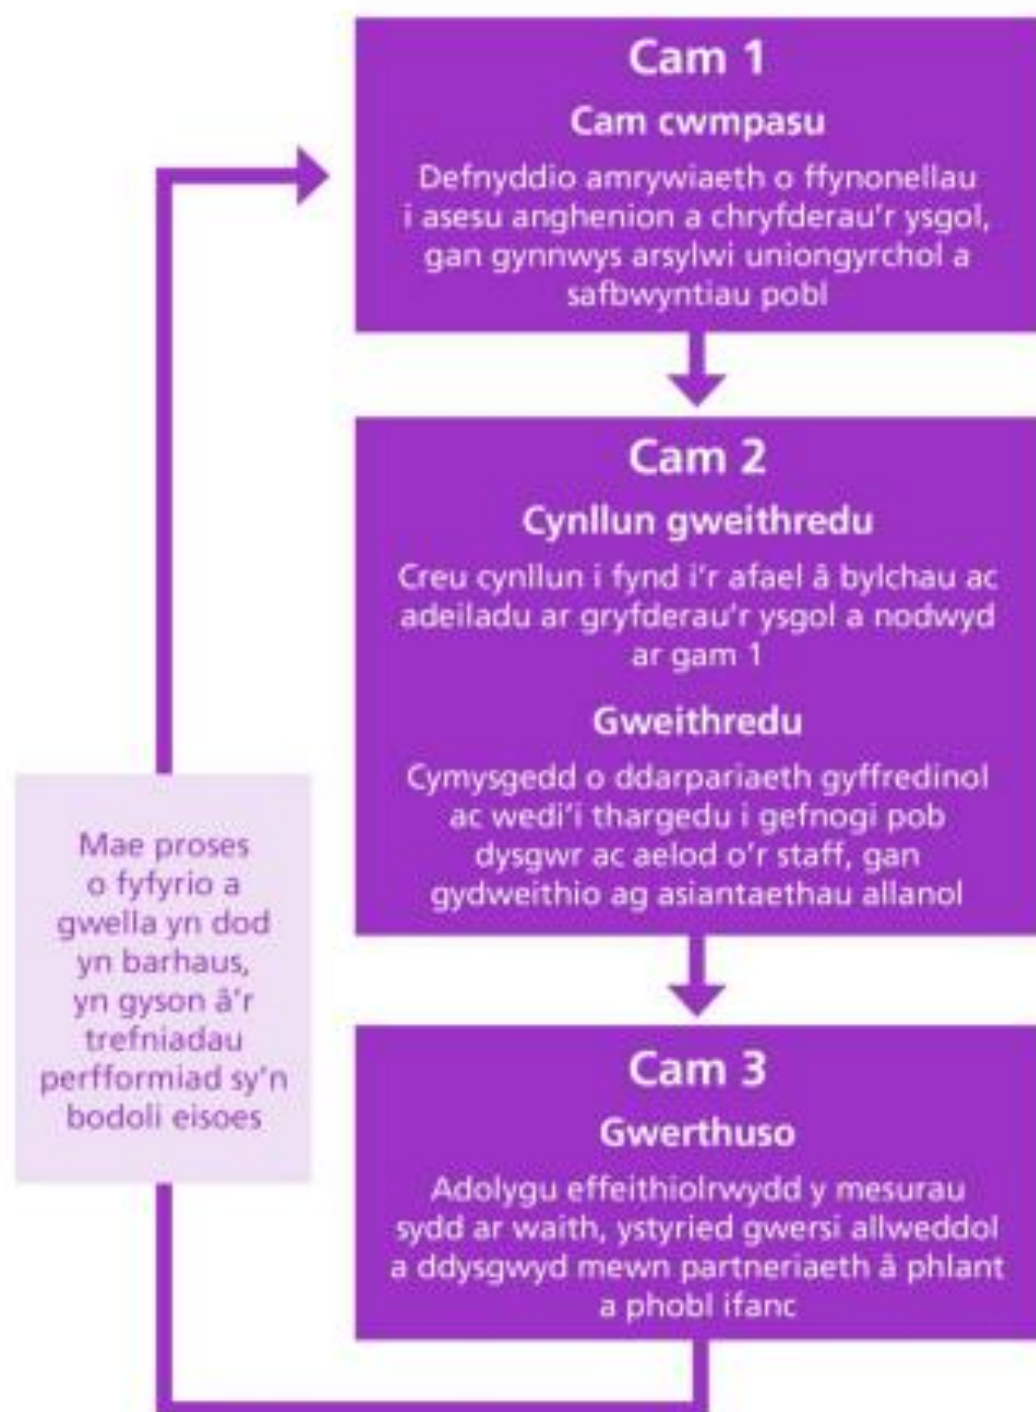 Cam 1
Cam cwmpasu
Defnyddio amrywiaeth o ffynonellau
i asesu anghenion a chryfderau'r ysgol,
gan gynnwys arsylwi uniongyrchol a
safbwyntiau pobl
Cam 2
Cynllun gweithredu
Creu cynllun i fynd i'r afael â bylchau ac
adeiladu ar gryfderau'r ysgol a nodwyd
ar gam 1
Gweithredu
Cymysgedd o ddarpariaeth gyffredinol
ac wedi'i thargedu i gefnogi pob
dysgwr ac aelod o'r staff, gan
gydweithio ag asiantaethau allanol
Cam 3
Gwerthuso
Adolygu effeithiolrwydd y mesurau
sydd ar waith, ystyried gwersi allweddol
a ddysgwyd mewn partneriaeth â phlant
a phobl ifanc
Mae proses
o fyfyrio a
gwella yn dod
yn barhaus,
yn gyson â'r
trefniadau
perfformiad sy'n
bodoli eisoes